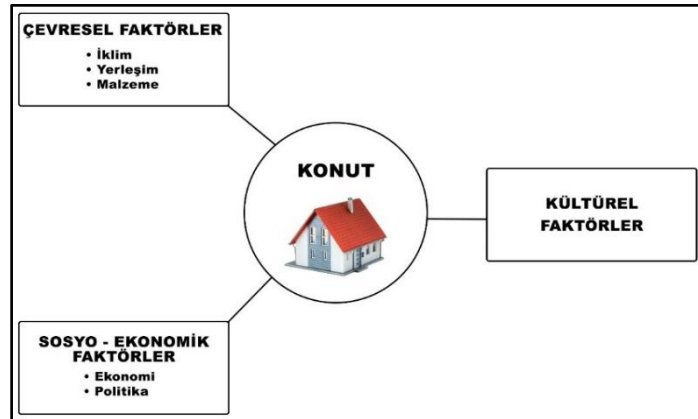 ÇEVRESEL FAKTÖRLER
• İklim
• Yerleşim
• Malzeme
KONUT
KÜLTÜREL
FAKTÖRLER
SOSYO - EKONOMİK
FAKTÖRLER
• Ekonomi
• Politika